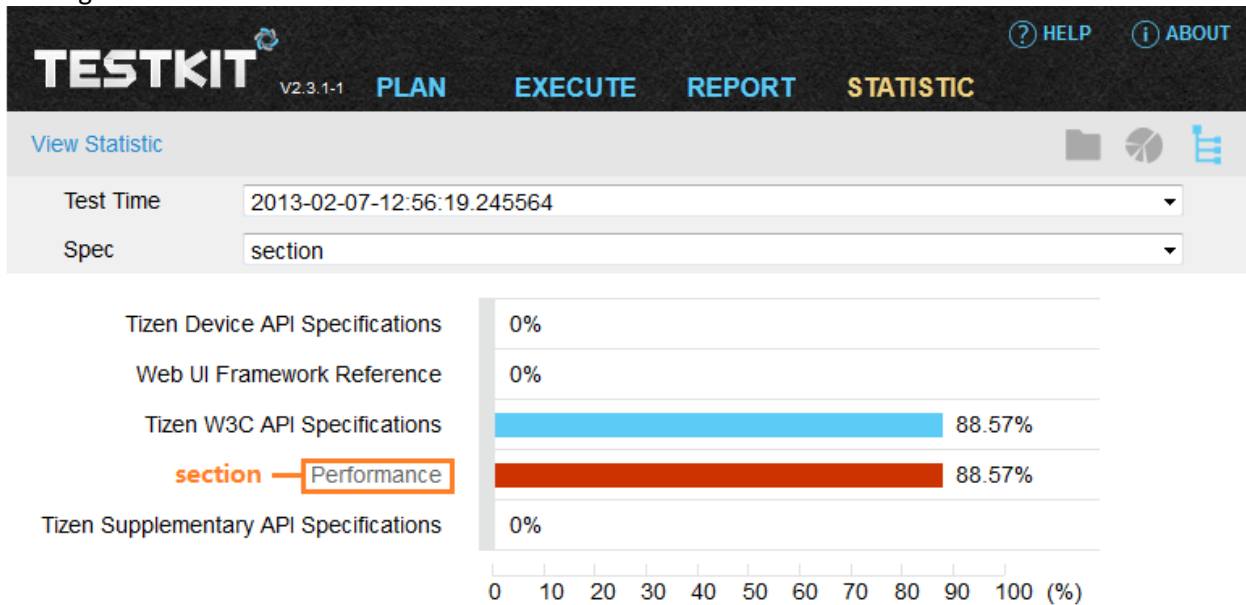 ? HELP i ABOUT
TESTKIT V2.3.1-1 PLAN EXECUTE REPORT STATISTIC
View Statistic
Test Time 2013-02-07-12:56:19.245564
Spec section
Tizen Device API Specifications 0%
Web UI Framework Reference 0%
Tizen W3C API Specifications 88.57%
section Performance 88.57%
Tizen Supplementary API Specifications 0%
0 10 20 30 40 50 60 70 80 90 100 (%)